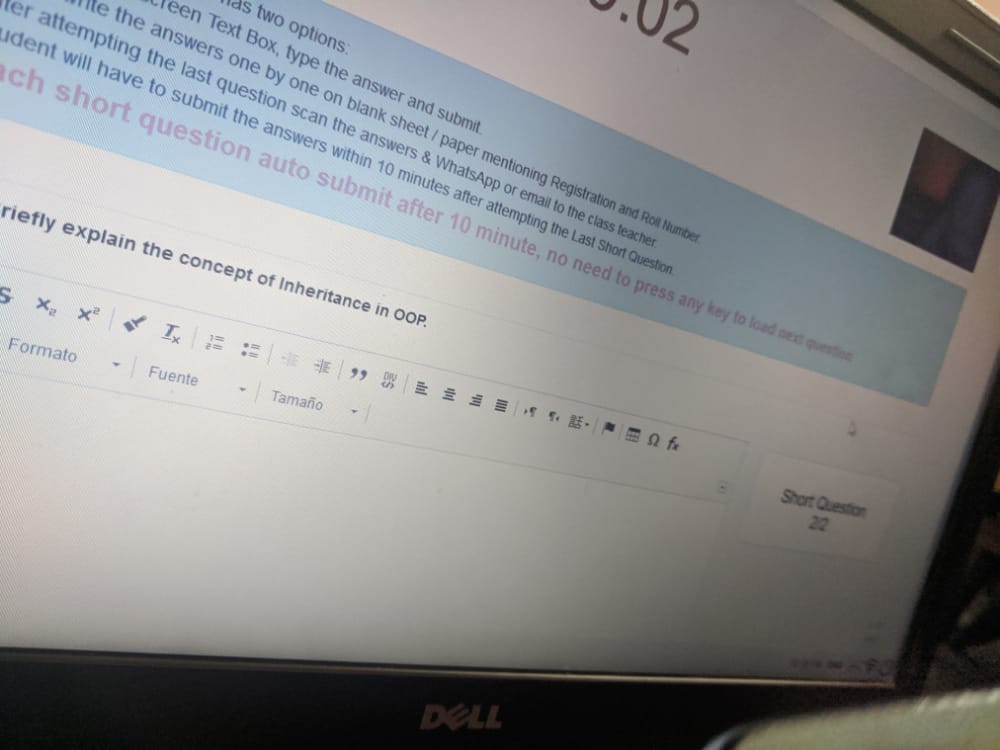 .02
has two options:
creen Text Box, type the answer and submit.
rite the answers one by one on blank sheet / paper mentioning Registration and Roll Number.
fter attempting the last question scan the answers & WhatsApp or email to the class teacher.
udent will have to submit the answers within 10 minutes after attempting the Last Short Question.
ach short question auto submit after 10 minute, no need to press any key to load next question
riefly explain the concept of Inheritance in OOP.
Formato
Fuente
Tamaño
Short Question
2/2
DELL